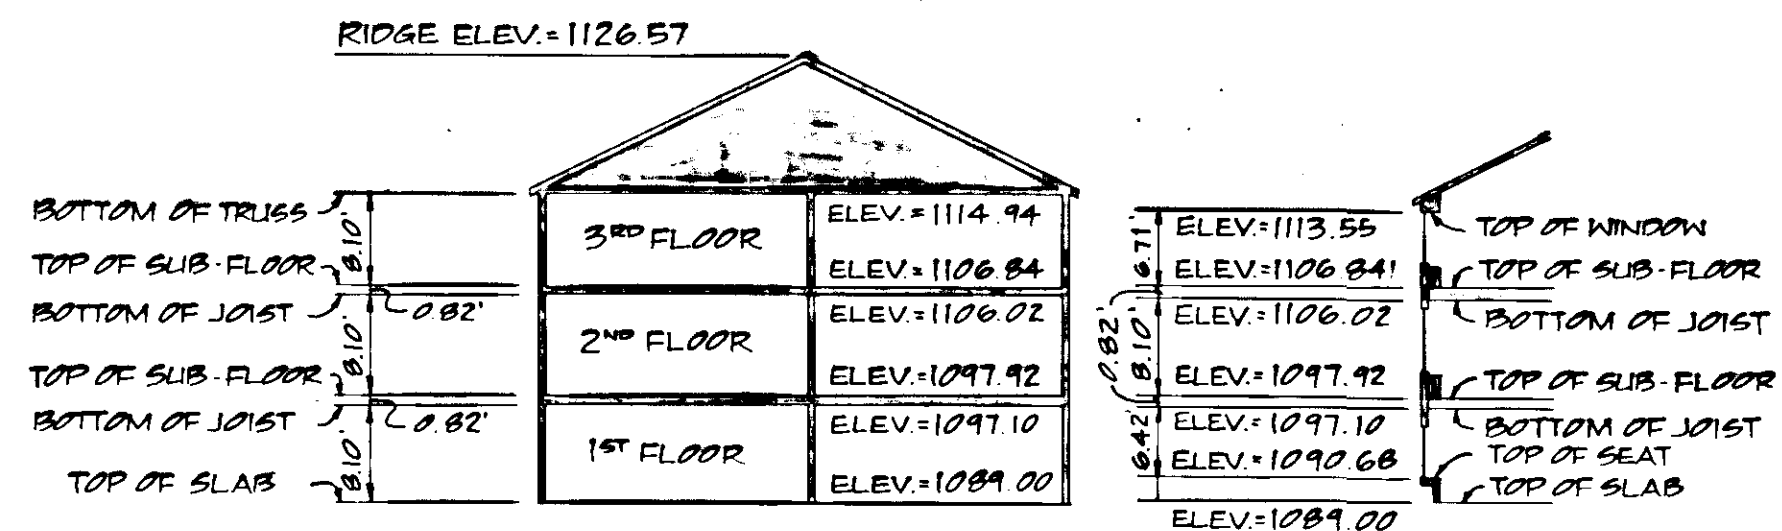 RIDGE ELEV.=1126.57
BOTTOM OF TRUSS
8.10'
TOP OF SUB-FLOOR
BOTTOM OF JOIST
0.82'
8.10'
TOP OF SUB-FLOOR
BOTTOM OF JOIST
0.82'
8.10'
TOP OF SLAB
3RD FLOOR
ELEV.=1114.94
ELEV.=1106.84
2ND FLOOR
ELEV.=1106.02
ELEV.=1097.92
1ST FLOOR
ELEV.=1097.10
ELEV.=1089.00
6.71'
ELEV.=1113.55
ELEV.=1106.84'
0.82'
8.10'
ELEV.=1106.02
ELEV.=1097.92
6.42'
ELEV.=1097.10
ELEV.=1090.68
ELEV.=1089.00
TOP OF WINDOW
TOP OF SUB-FLOOR
BOTTOM OF JOIST
TOP OF SUB-FLOOR
BOTTOM OF JOIST
TOP OF SEAT
TOP OF SLAB